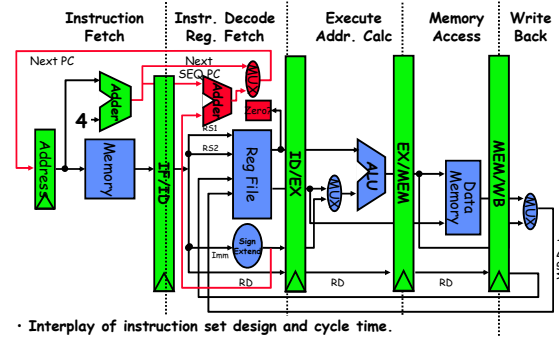 Instruction Fetch
Instr. Decode Reg. Fetch
Execute Addr. Calc
Memory Access
Write Back
Next PC
Next SEQ PC
Adder
4
Address
Memory
IF/ID
RS1
RS2
Reg File
Adder
MUX
Zero?
Sign Extend
Imm
RD
ID/EX
MUX
ALU
RD
EX/MEM
Data Memory
RD
MEM/WB
MUX
· Interplay of instruction set design and cycle time.